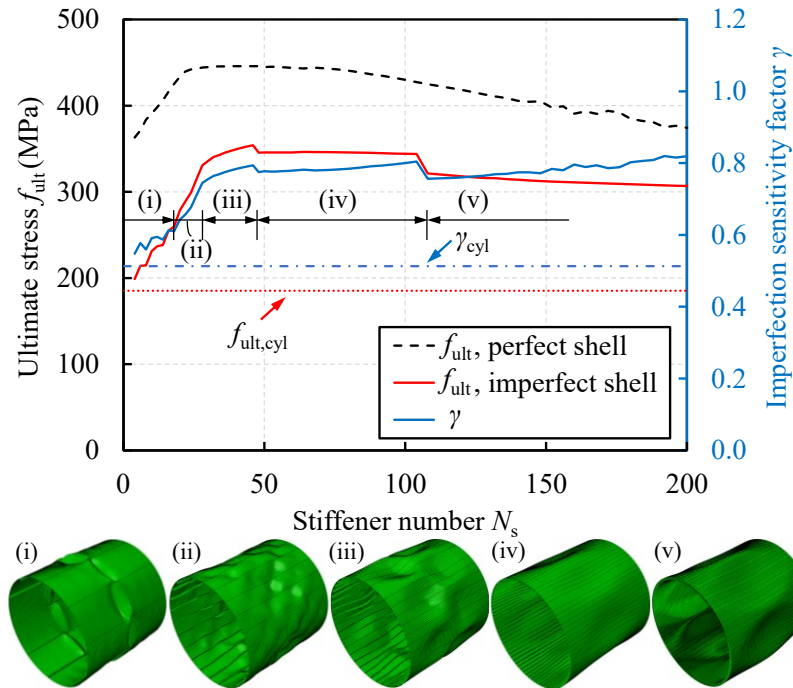 500
400
300
200
100
0
Ultimate stress f_ult (MPa)
1.2
1.0
0.8
0.6
0.4
0.2
0.0
Imperfection sensitivity factor γ
(i)
(ii)
(iii)
(iv)
(v)
γ_cyl
f_ult,cyl
f_ult, perfect shell
f_ult, imperfect shell
γ
0 50 100 150 200
Stiffener number N_s
(i) (ii) (iii) (iv) (v)